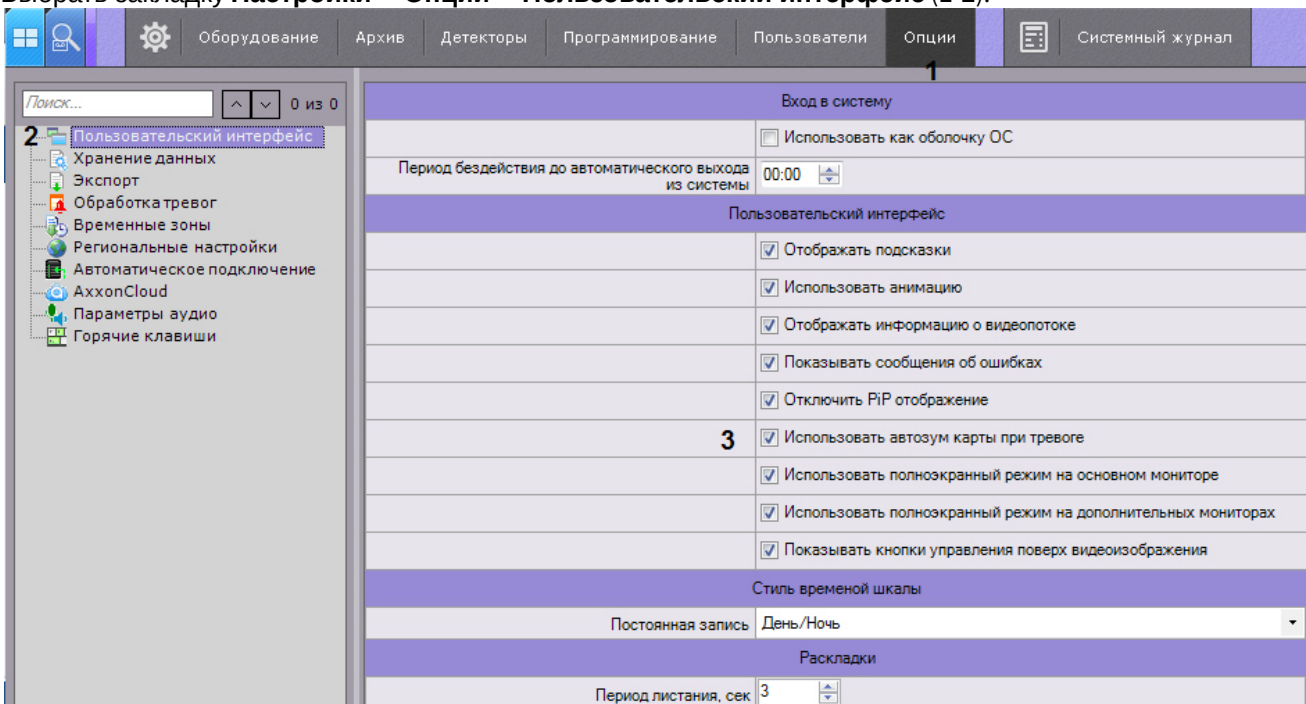 Выбрать закладку Настройки – Опции – Пользовательский интерфейс (1-2).
Оборудование Архив Детекторы Программирование Пользователи Опции Системный журнал
1
Поиск... 0 из 0
2 Пользовательский интерфейс
Хранение данных
Экспорт
Обработка тревог
Временные зоны
Региональные настройки
Автоматическое подключение
AxxonCloud
Параметры аудио
Горячие клавиши
Вход в систему
Использовать как оболочку ОС
Период бездействия до автоматического выхода
из системы 00:00
Пользовательский интерфейс
Отображать подсказки
Использовать анимацию
Отображать информацию о видеопотоке
Показывать сообщения об ошибках
Отключить PiP отображение
3 Использовать автозум карты при тревоге
Использовать полноэкранный режим на основном мониторе
Использовать полноэкранный режим на дополнительных мониторах
Показывать кнопки управления поверх видеоизображения
Стиль временой шкалы
Постоянная запись День/Ночь
Раскладки
Период листания, сек 3